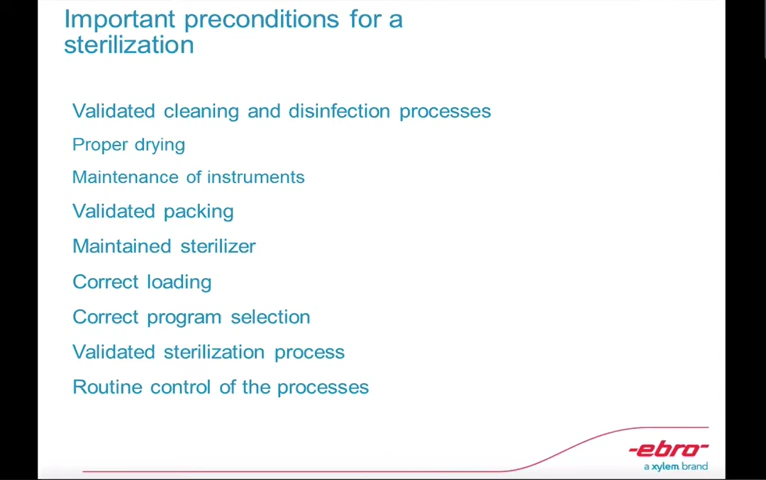 Important preconditions for a
sterilization
Validated cleaning and disinfection processes
Proper drying
Maintenance of instruments
Validated packing
Maintained sterilizer
Correct loading
Correct program selection
Validated sterilization process
Routine control of the processes
ebro
a xylem brand